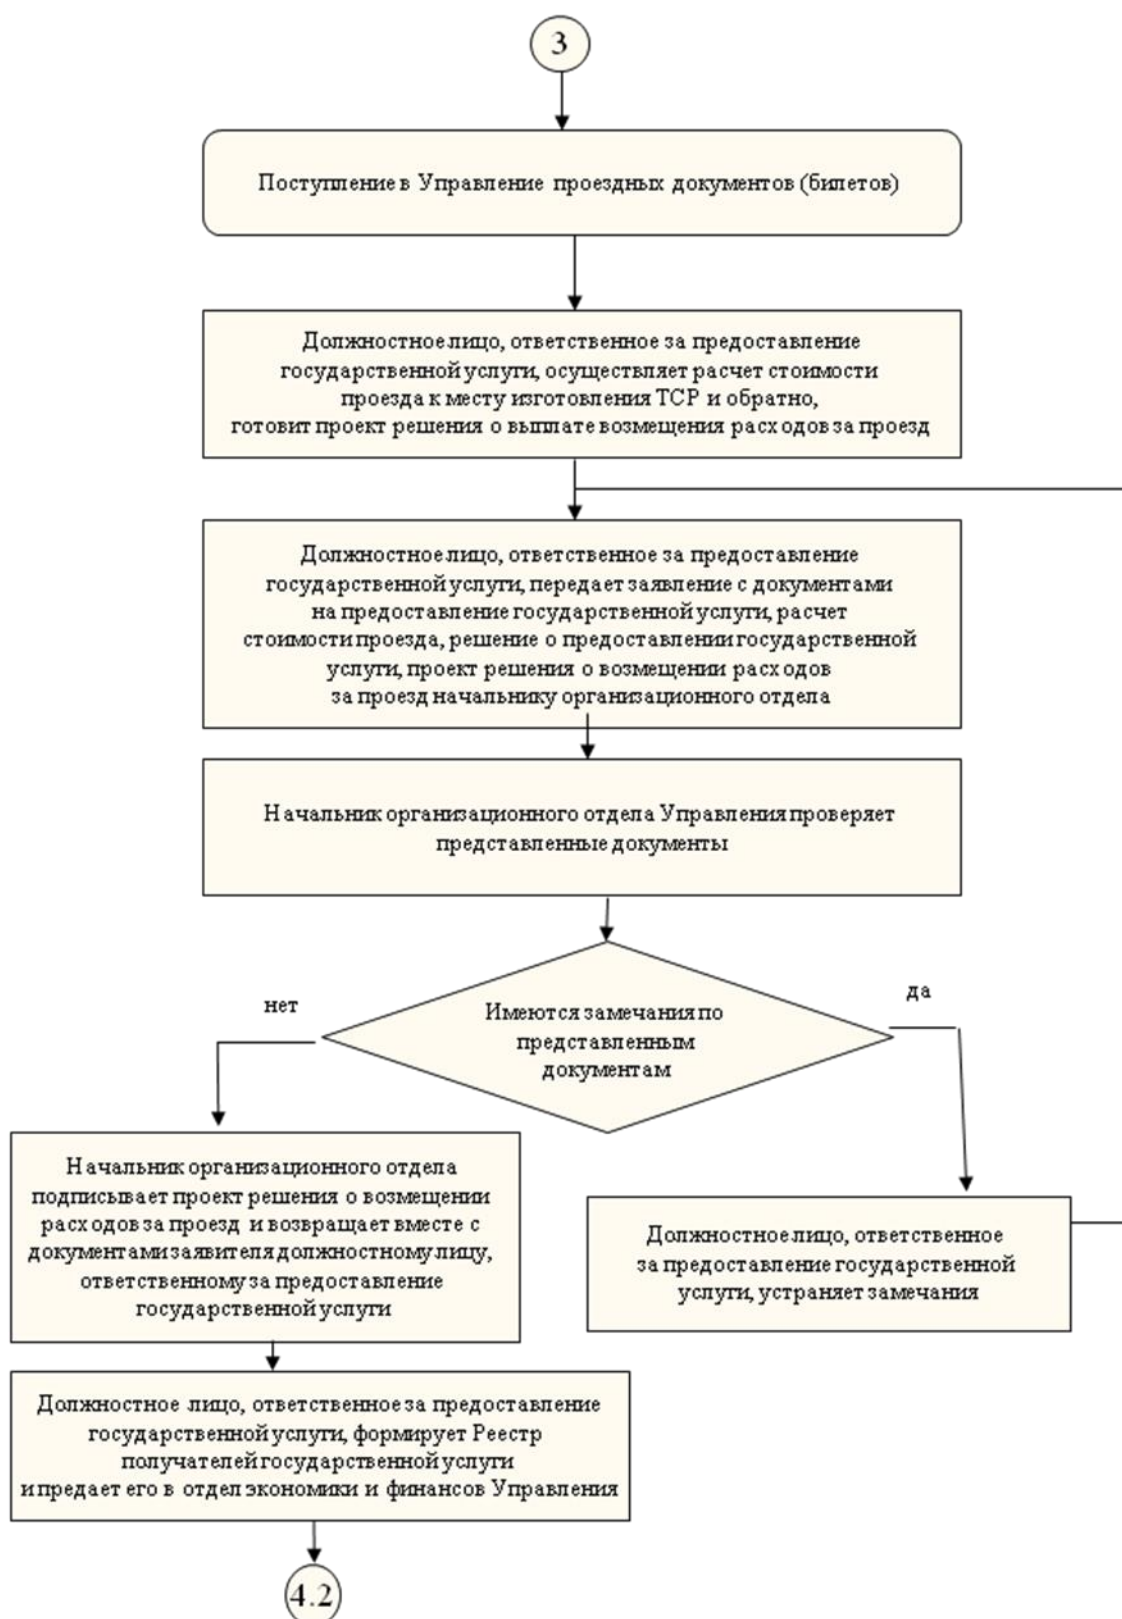 3
Поступление в Управление проездных документов (билетов)
Должностное лицо, ответственное за предоставление
государственной услуги, осуществляет расчет стоимости
проезда к месту изготовления ТСР и обратно,
готовит проект решения о выплате возмещения расходов за проезд
Должностное лицо, ответственное за предоставление
государственной услуги, передает заявление с документами
на предоставление государственной услуги, расчет
стоимости проезда, решение о предоставлении государственной
услуги, проект решения о возмещении расходов
за проезд начальнику организационного отдела
Начальник организационного отдела Управления проверяет
представленные документы
нет
да
Имеются замечания по
представленным
документам
Начальник организационного отдела
подписывает проект решения о возмещении
расходов за проезд и возвращает вместе с
документами заявителя должностному лицу,
ответственному за предоставление
государственной услуги
Должностное лицо, ответственное
за предоставление государственной
услуги, устраняет замечания
Должностное лицо, ответственное за предоставление
государственной услуги, формирует Реестр
получателей государственной услуги
и предает его в отдел экономики и финансов Управления
4.2